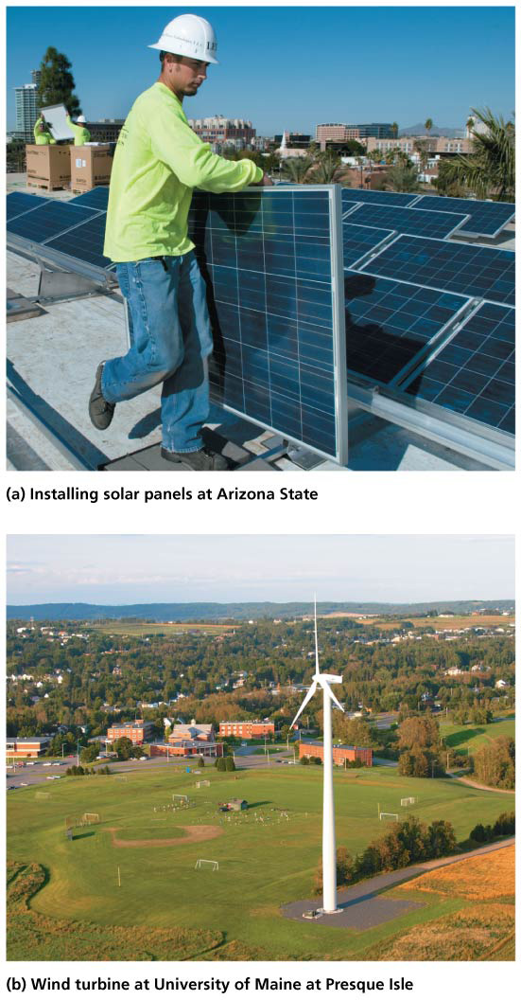 (a) Installing solar panels at Arizona State
(b) Wind turbine at University of Maine at Presque Isle